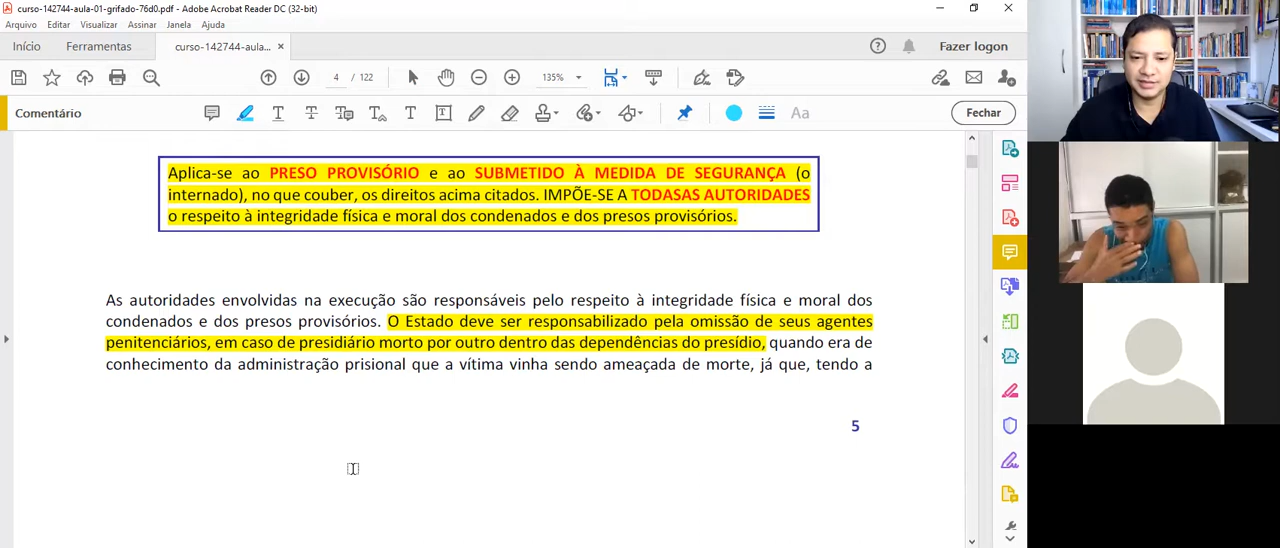 curso-142744-aula-01-grifado-76d0.pdf - Adobe Acrobat Reader DC (32-bit)
Arquivo Editar Visualizar Assinar Janela Ajuda
Início Ferramentas curso-142744-aula... × Fazer logon
4 / 122 135%
Comentário Aa Fechar
Aplica-se ao PRESO PROVISÓRIO e ao SUBMETIDO À MEDIDA DE SEGURANÇA (o
internado), no que couber, os direitos acima citados. IMPÕE-SE A TODASAS AUTORIDADES
o respeito à integridade física e moral dos condenados e dos presos provisórios.
As autoridades envolvidas na execução são responsáveis pelo respeito à integridade física e moral dos
condenados e dos presos provisórios. O Estado deve ser responsabilizado pela omissão de seus agentes
penitenciários, em caso de presidiário morto por outro dentro das dependências do presídio, quando era de
conhecimento da administração prisional que a vítima vinha sendo ameaçada de morte, já que, tendo a
5